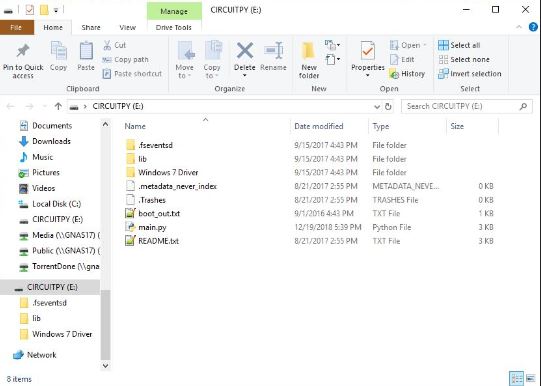 Manage
CIRCUITPY (E:)
File
Home
Share
View
Drive Tools
Pin to Quick access
Copy
Paste
Cut
Copy path
Paste shortcut
Clipboard
Move to
Copy to
Delete
Rename
Organize
New folder
New
Properties
Open
Edit
History
Open
Select all
Select none
Invert selection
Select
CIRCUITPY (E:)
Search CIRCUITPY (E:)
Documents
Downloads
Music
Pictures
Videos
Local Disk (C:)
CIRCUITPY (E:)
Media (\\GNAS17) (
Public (\\GNAS17) (
TorrentDone (\\gnas
CIRCUITPY (E:)
.fseventsd
lib
Windows 7 Driver
Network
Name Date modified Type Size
.fseventsd 9/15/2017 4:43 PM File folder
lib 9/15/2017 4:43 PM File folder
Windows 7 Driver 9/15/2017 4:43 PM File folder
.metadata_never_index 8/21/2017 2:55 PM METADATA_NEVE... 0 KB
.Trashes 8/21/2017 2:55 PM TRASHES File 0 KB
boot_out.txt 9/1/2016 4:43 PM TXT File 1 KB
main.py 12/19/2018 5:39 PM Python File 3 KB
README.txt 8/21/2017 2:55 PM TXT File 3 KB
8 items